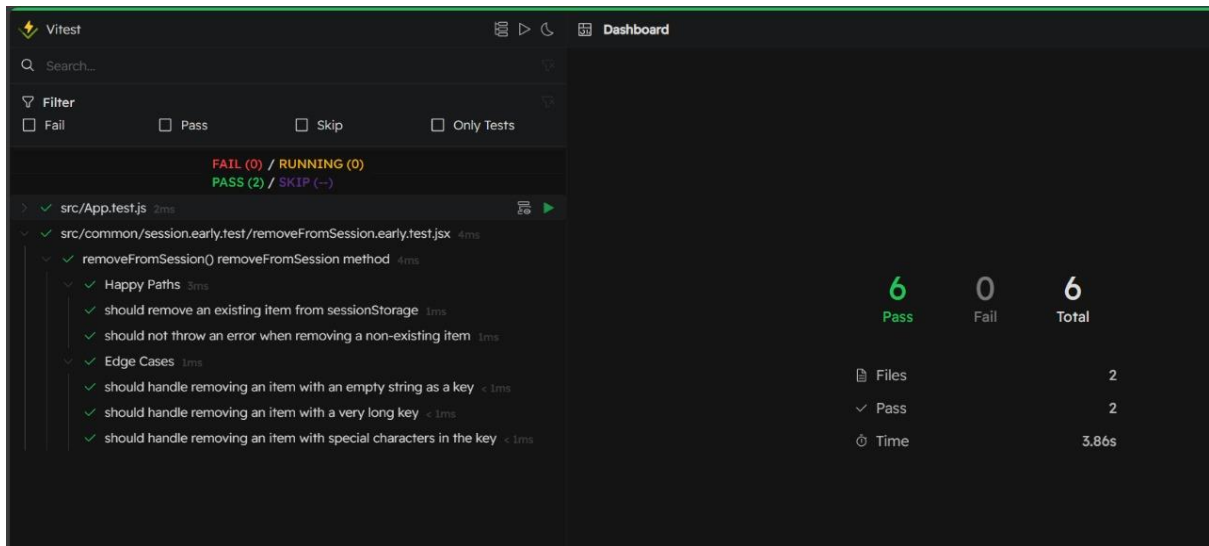 Vitest
Search...
Filter
Fail Pass Skip Only Tests
FAIL (0) / RUNNING (0)
PASS (2) / SKIP (--)
src/App.test.js 2ms
src/common/session.early.test/removeFromSession.early.test.jsx 4ms
removeFromSession() removeFromSession method 4ms
Happy Paths 3ms
should remove an existing item from sessionStorage 1ms
should not throw an error when removing a non-existing item 1ms
Edge Cases 1ms
should handle removing an item with an empty string as a key < 1ms
should handle removing an item with a very long key < 1ms
should handle removing an item with special characters in the key < 1ms
Dashboard
6 0 6
Pass Fail Total
Files 2
Pass 2
Time 3.86s